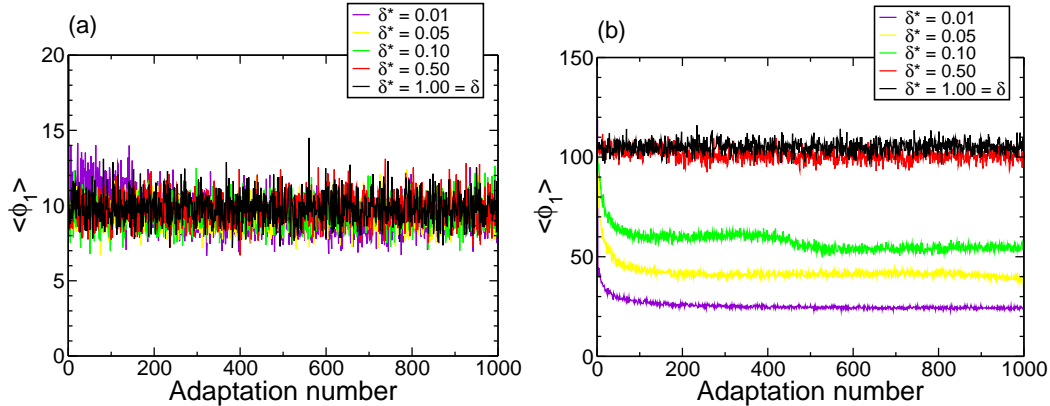 (a)
δ* = 0.01
δ* = 0.05
δ* = 0.10
δ* = 0.50
δ* = 1.00 = δ
20
15
10
5
0
<ϕ1>
0 200 400 600 800 1000
Adaptation number
(b)
δ* = 0.01
δ* = 0.05
δ* = 0.10
δ* = 0.50
δ* = 1.00 = δ
150
100
50
0
<ϕ1>
0 200 400 600 800 1000
Adaptation number